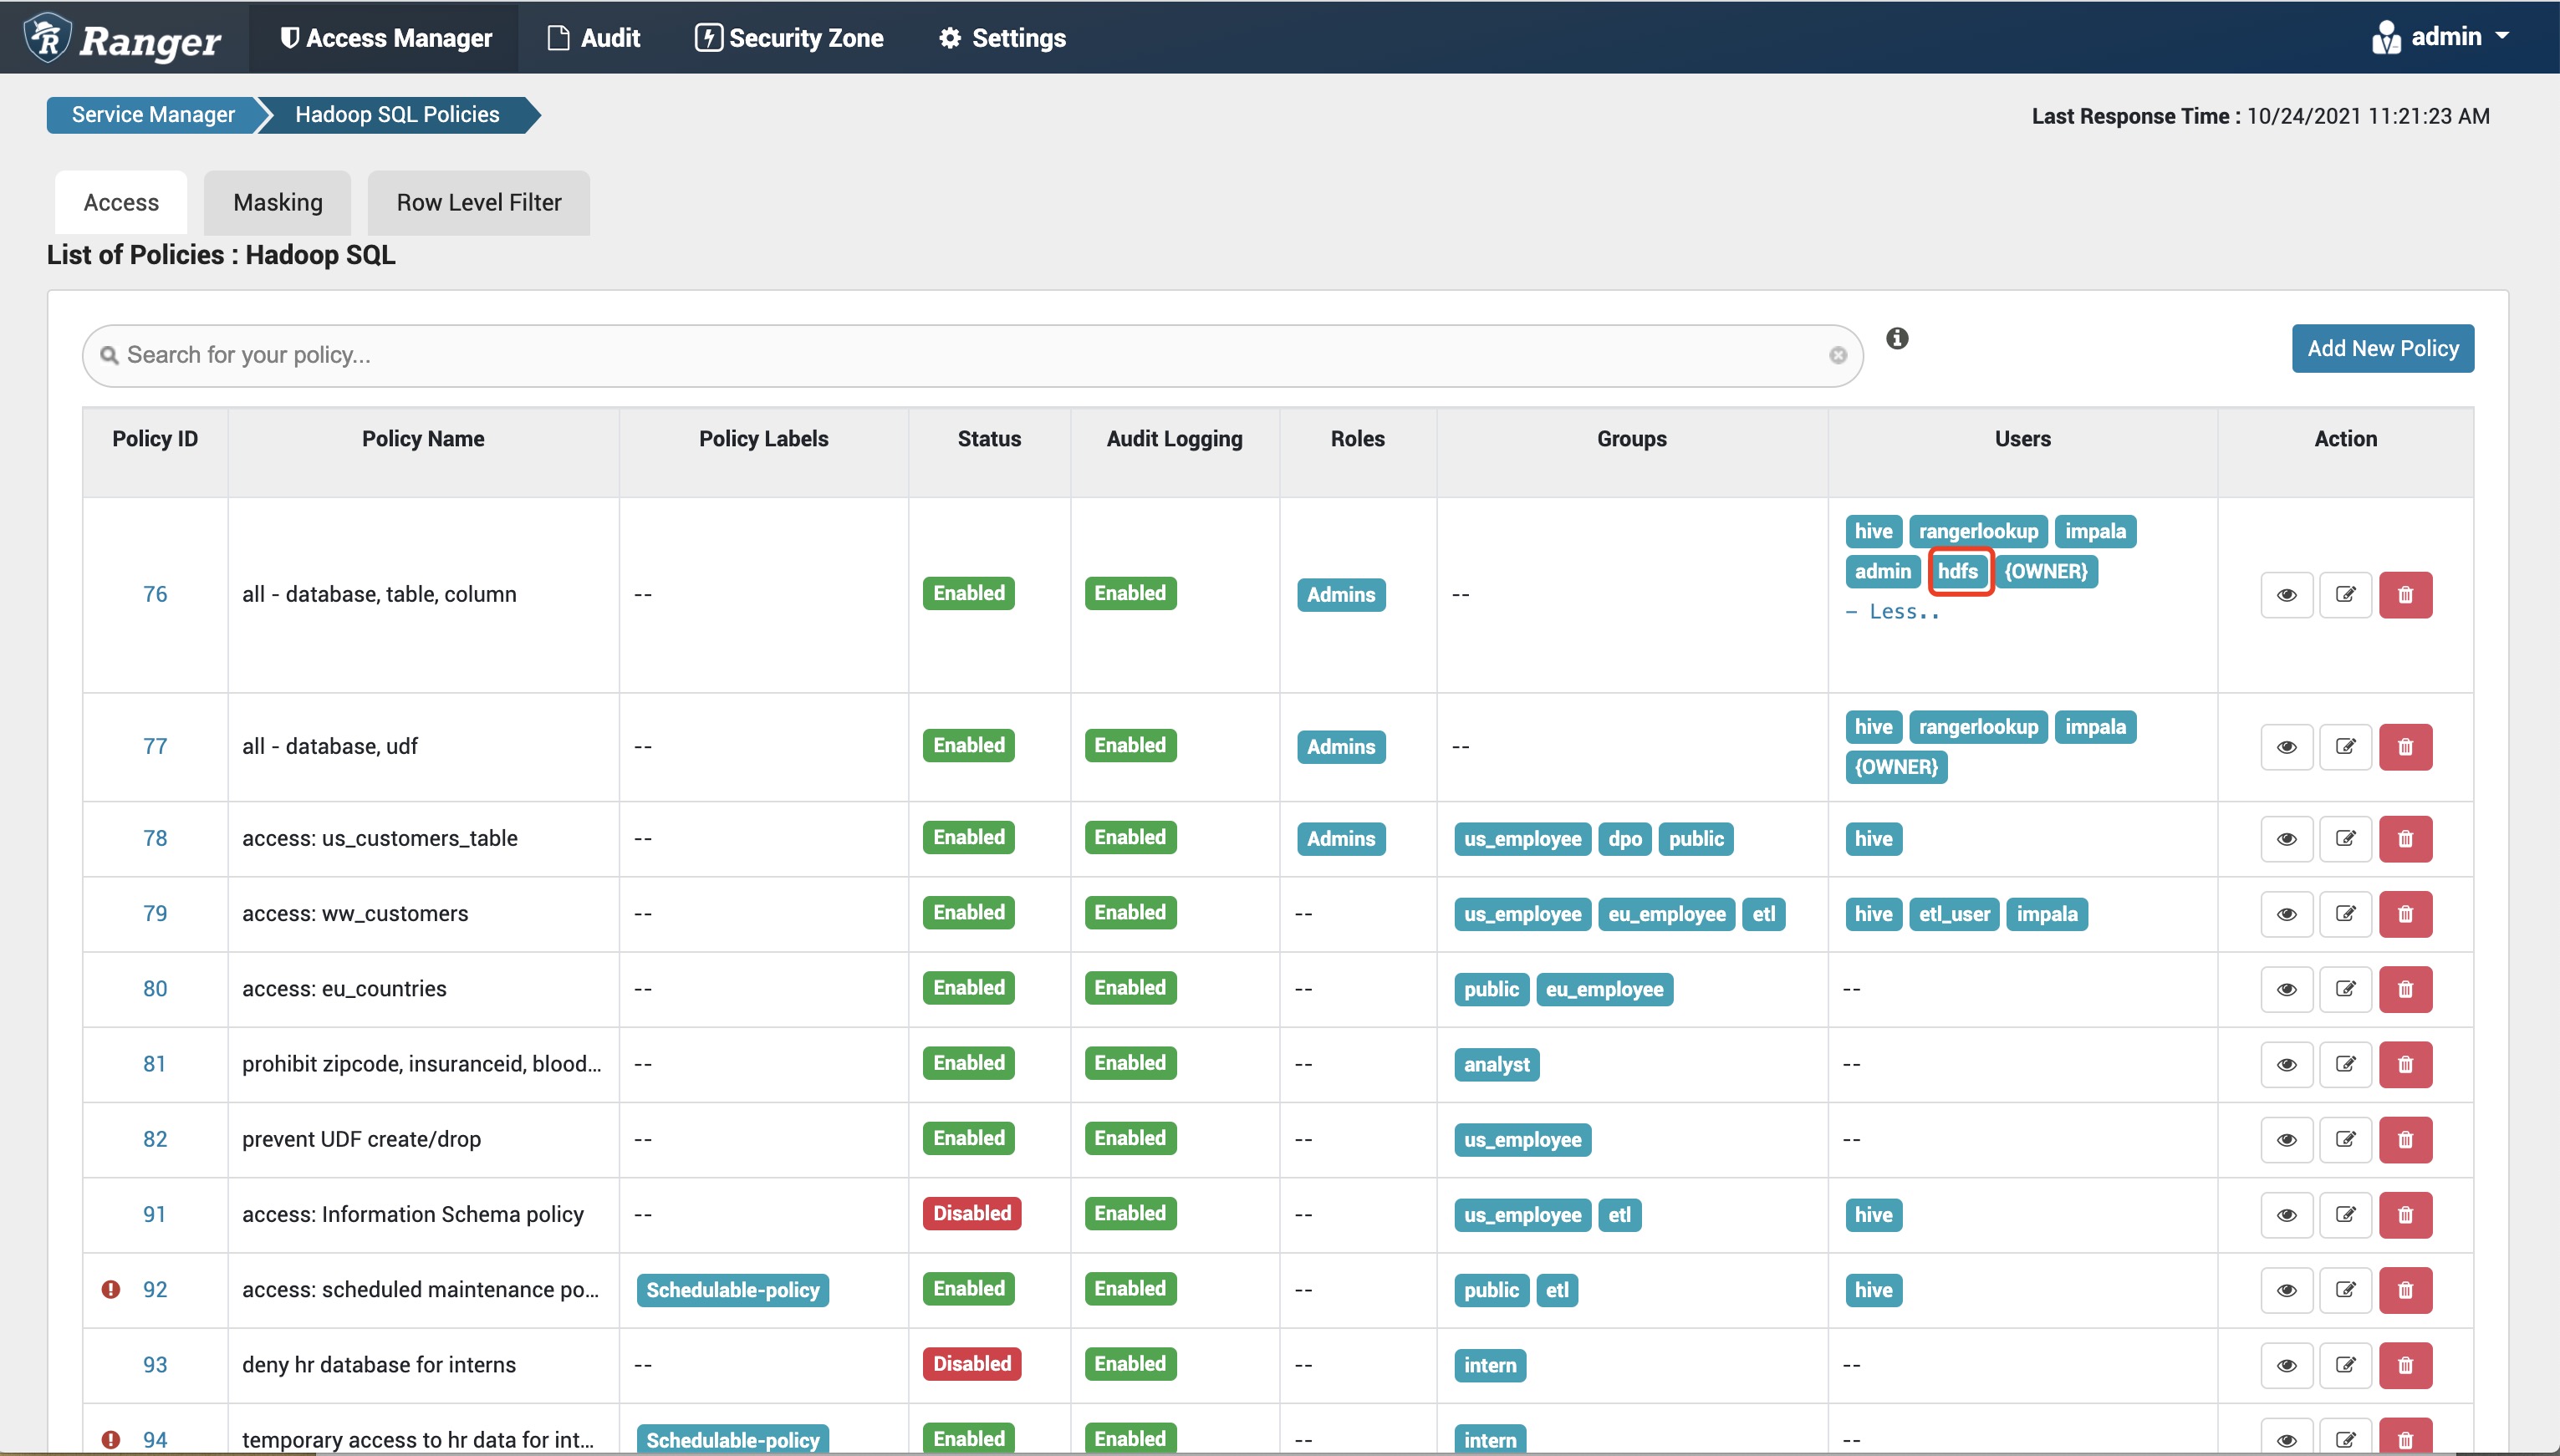 Ranger Access Manager Audit Security Zone Settings admin
Service Manager Hadoop SQL Policies Last Response Time : 10/24/2021 11:21:23 AM
Access Masking Row Level Filter
List of Policies : Hadoop SQL
Search for your policy... Add New Policy
Policy ID Policy Name Policy Labels Status Audit Logging Roles Groups Users Action
76 all - database, table, column -- Enabled Enabled Admins -- hive rangerlookup impala
admin hdfs {OWNER}
– Less..
77 all - database, udf -- Enabled Enabled Admins -- hive rangerlookup impala
{OWNER}
78 access: us_customers_table -- Enabled Enabled Admins us_employee dpo public hive
79 access: ww_customers -- Enabled Enabled -- us_employee eu_employee etl hive etl_user impala
80 access: eu_countries -- Enabled Enabled -- public eu_employee --
81 prohibit zipcode, insuranceid, blood... -- Enabled Enabled -- analyst --
82 prevent UDF create/drop -- Enabled Enabled -- us_employee --
91 access: Information Schema policy -- Disabled Enabled -- us_employee etl hive
92 access: scheduled maintenance po... Schedulable-policy Enabled Enabled -- public etl hive
93 deny hr database for interns -- Disabled Enabled -- intern --
94 temporary access to hr data for int... Schedulable-policy Enabled Enabled -- intern --